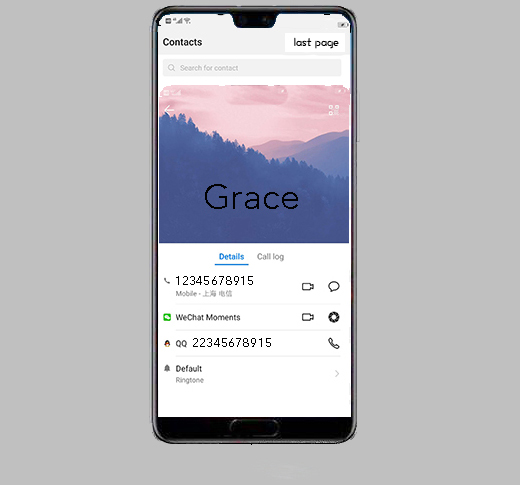 Contacts
last page
Search for contact
Grace
Details Call log
12345678915
Mobile - 上海 电信
WeChat Moments
QQ 22345678915
Default
Ringtone